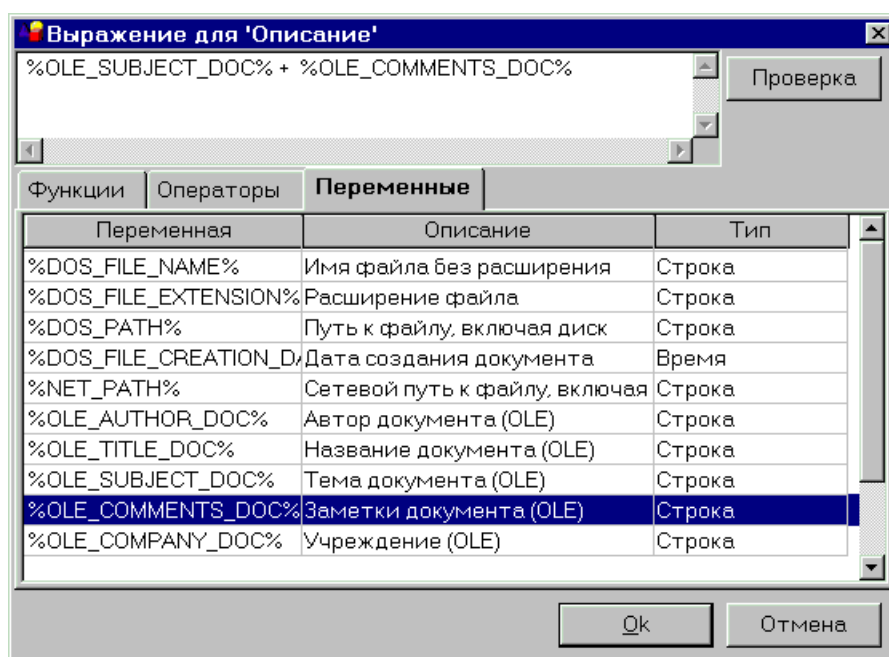 Выражение для 'Описание'
%OLE_SUBJECT_DOC% + %OLE_COMMENTS_DOC%
Проверка
Функции Операторы Переменные
Переменная Описание Тип
%DOS_FILE_NAME% Имя файла без расширения Строка
%DOS_FILE_EXTENSION% Расширение файла Строка
%DOS_PATH% Путь к файлу, включая диск Строка
%DOS_FILE_CREATION_DA Дата создания документа Время
%NET_PATH% Сетевой путь к файлу, включая Строка
%OLE_AUTHOR_DOC% Автор документа (OLE) Строка
%OLE_TITLE_DOC% Название документа (OLE) Строка
%OLE_SUBJECT_DOC% Тема документа (OLE) Строка
%OLE_COMMENTS_DOC% Заметки документа (OLE) Строка
%OLE_COMPANY_DOC% Учреждение (OLE) Строка
Ok Отмена